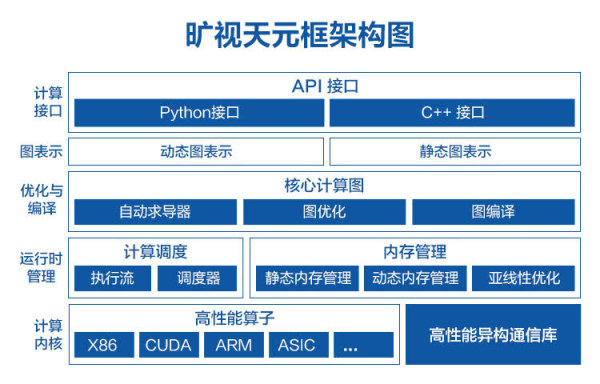 旷视天元框架构图
计算
接口
API 接口
Python接口
C++ 接口
图表示
动态图表示
静态图表示
优化与
编译
核心计算图
自动求导器
图优化
图编译
运行时
管理
计算调度
执行流
调度器
内存管理
静态内存管理
动态内存管理
亚线性优化
计算
内核
高性能算子
X86
CUDA
ARM
ASIC
...
高性能异构通信库